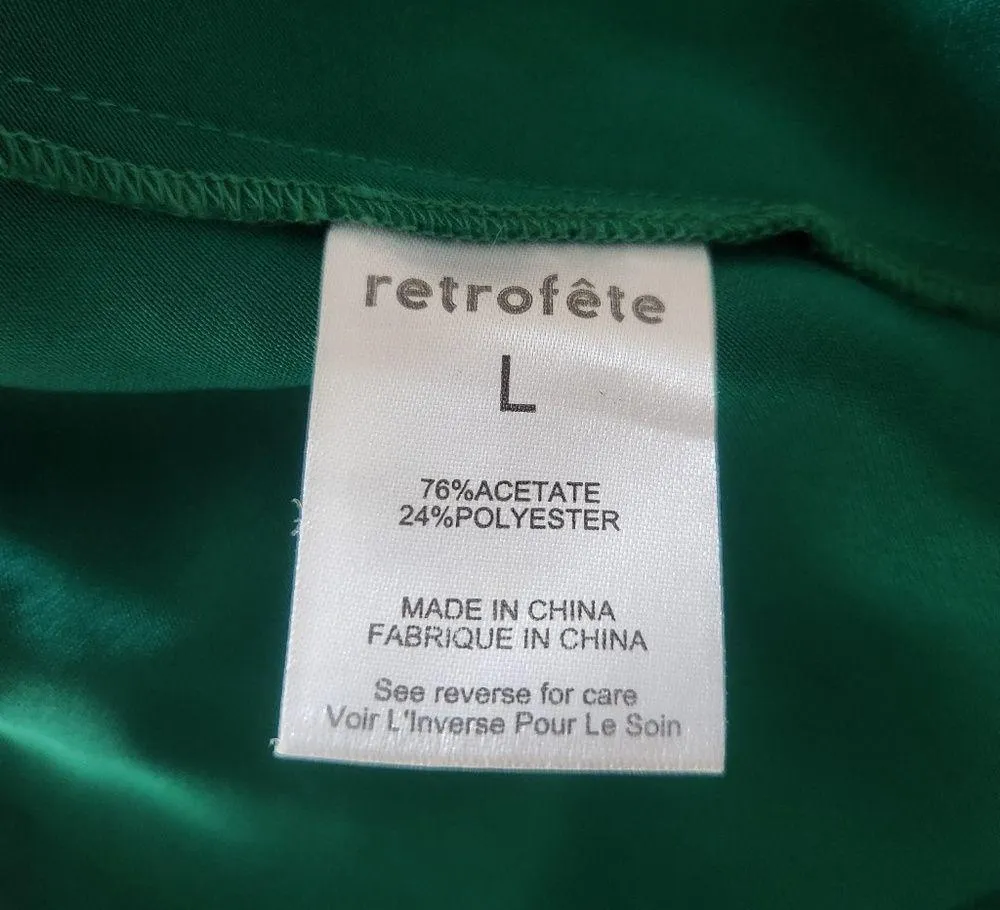 retrofête
L
76%ACETATE
24%POLYESTER
MADE IN CHINA
FABRIQUE IN CHINA
See reverse for care
Voir L'Inverse Pour Le Soin